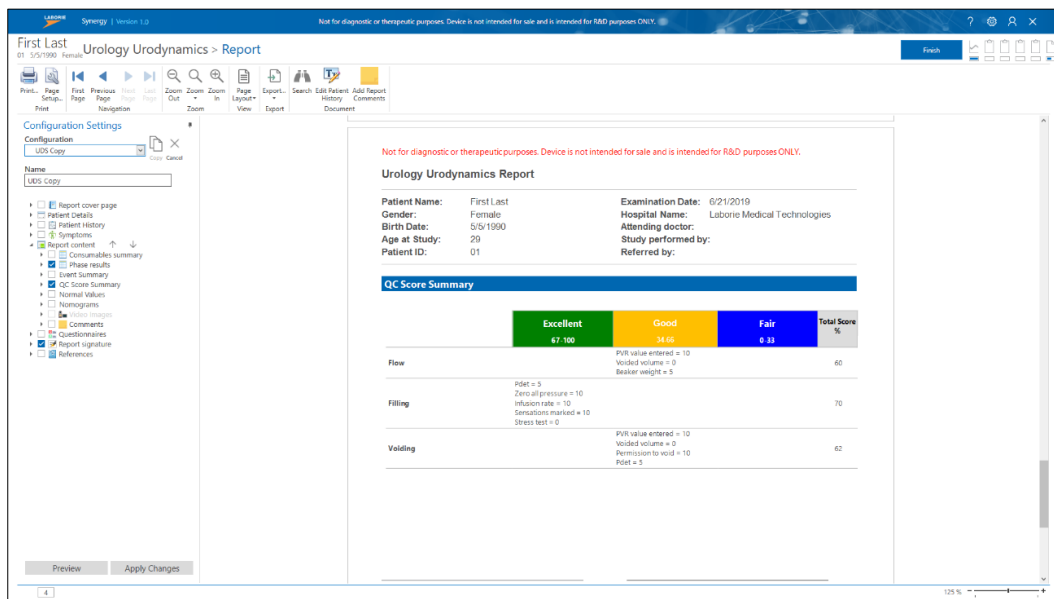 LABORIE Synergy | Version 1.0 Not for diagnostic or therapeutic purposes. Device is not intended for sale and is intended for R&D purposes ONLY.
First Last
01 5/5/1990 Female Urology Urodynamics > Report Finish
Print... Page Setup... First Page Previous Page Next Page Last Page Zoom Out Zoom Zoom In Page Layout Export... Search Edit Patient History Add Report Comments
Print Navigation Zoom View Export Document
Configuration Settings
Configuration
UDS Copy Copy Cancel
Name
UDS Copy
Report cover page
Patient Details
Patient History
Symptoms
Report content
Consumables summary
Phase results
Event Summary
QC Score Summary
Normal Values
Nomograms
Video Images
Comments
Questionnaires
Report signature
References
Preview Apply Changes
Not for diagnostic or therapeutic purposes. Device is not intended for sale and is intended for R&D purposes ONLY.
Urology Urodynamics Report
Patient Name: First Last Examination Date: 6/21/2019
Gender: Female Hospital Name: Laborie Medical Technologies
Birth Date: 5/5/1990 Attending doctor:
Age at Study: 29 Study performed by:
Patient ID: 01 Referred by:
QC Score Summary
Excellent Good Fair Total Score
67-100 34-66 0-33 %
PVR value entered = 10
Flow Voided volume = 0 60
Beaker weight = 5
Pdet = 5
Zero all pressure = 10
Filling Infusion rate = 10 70
Sensations marked = 10
Stress test = 0
PVR value entered = 10
Voiding Voided volume = 0 62
Permission to void = 10
Pdet = 5
4 125 %